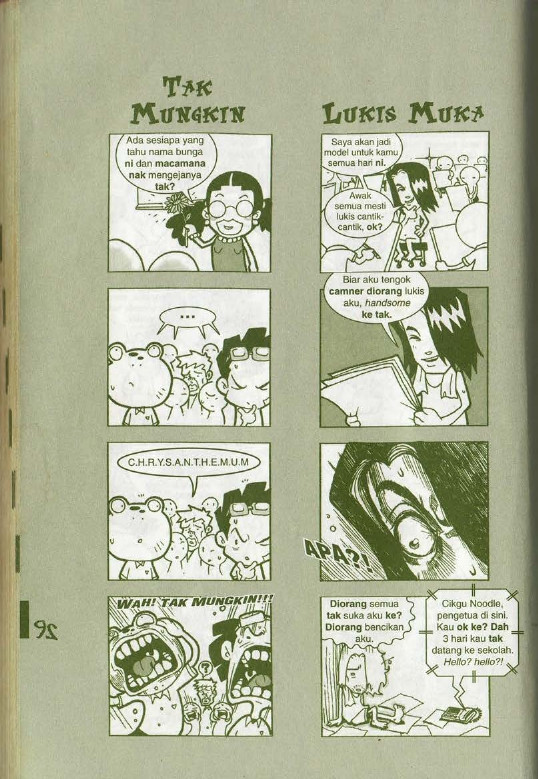 TAK
MUNGKIN
Ada sesiapa yang
tahu nama bunga
ni dan macamana
nak mengejanya
tak?
...
C.H.R.Y.S.A.N.T.H.E.M.U.M
?
WAH! TAK MUNGKIN!!!
LUKIS MUKA
Saya akan jadi
model untuk kamu
semua hari ni.
Awak
semua mesti
lukis cantik-
cantik, ok?
Biar aku tengok
camner diorang lukis
aku, handsome
ke tak.
APA?!
Diorang semua
tak suka aku ke?
Diorang bencikan
aku.
Cikgu Noodle,
pengetua di sini.
Kau ok ke? Dah
3 hari kau tak
datang ke sekolah.
Hello? hello?!
92